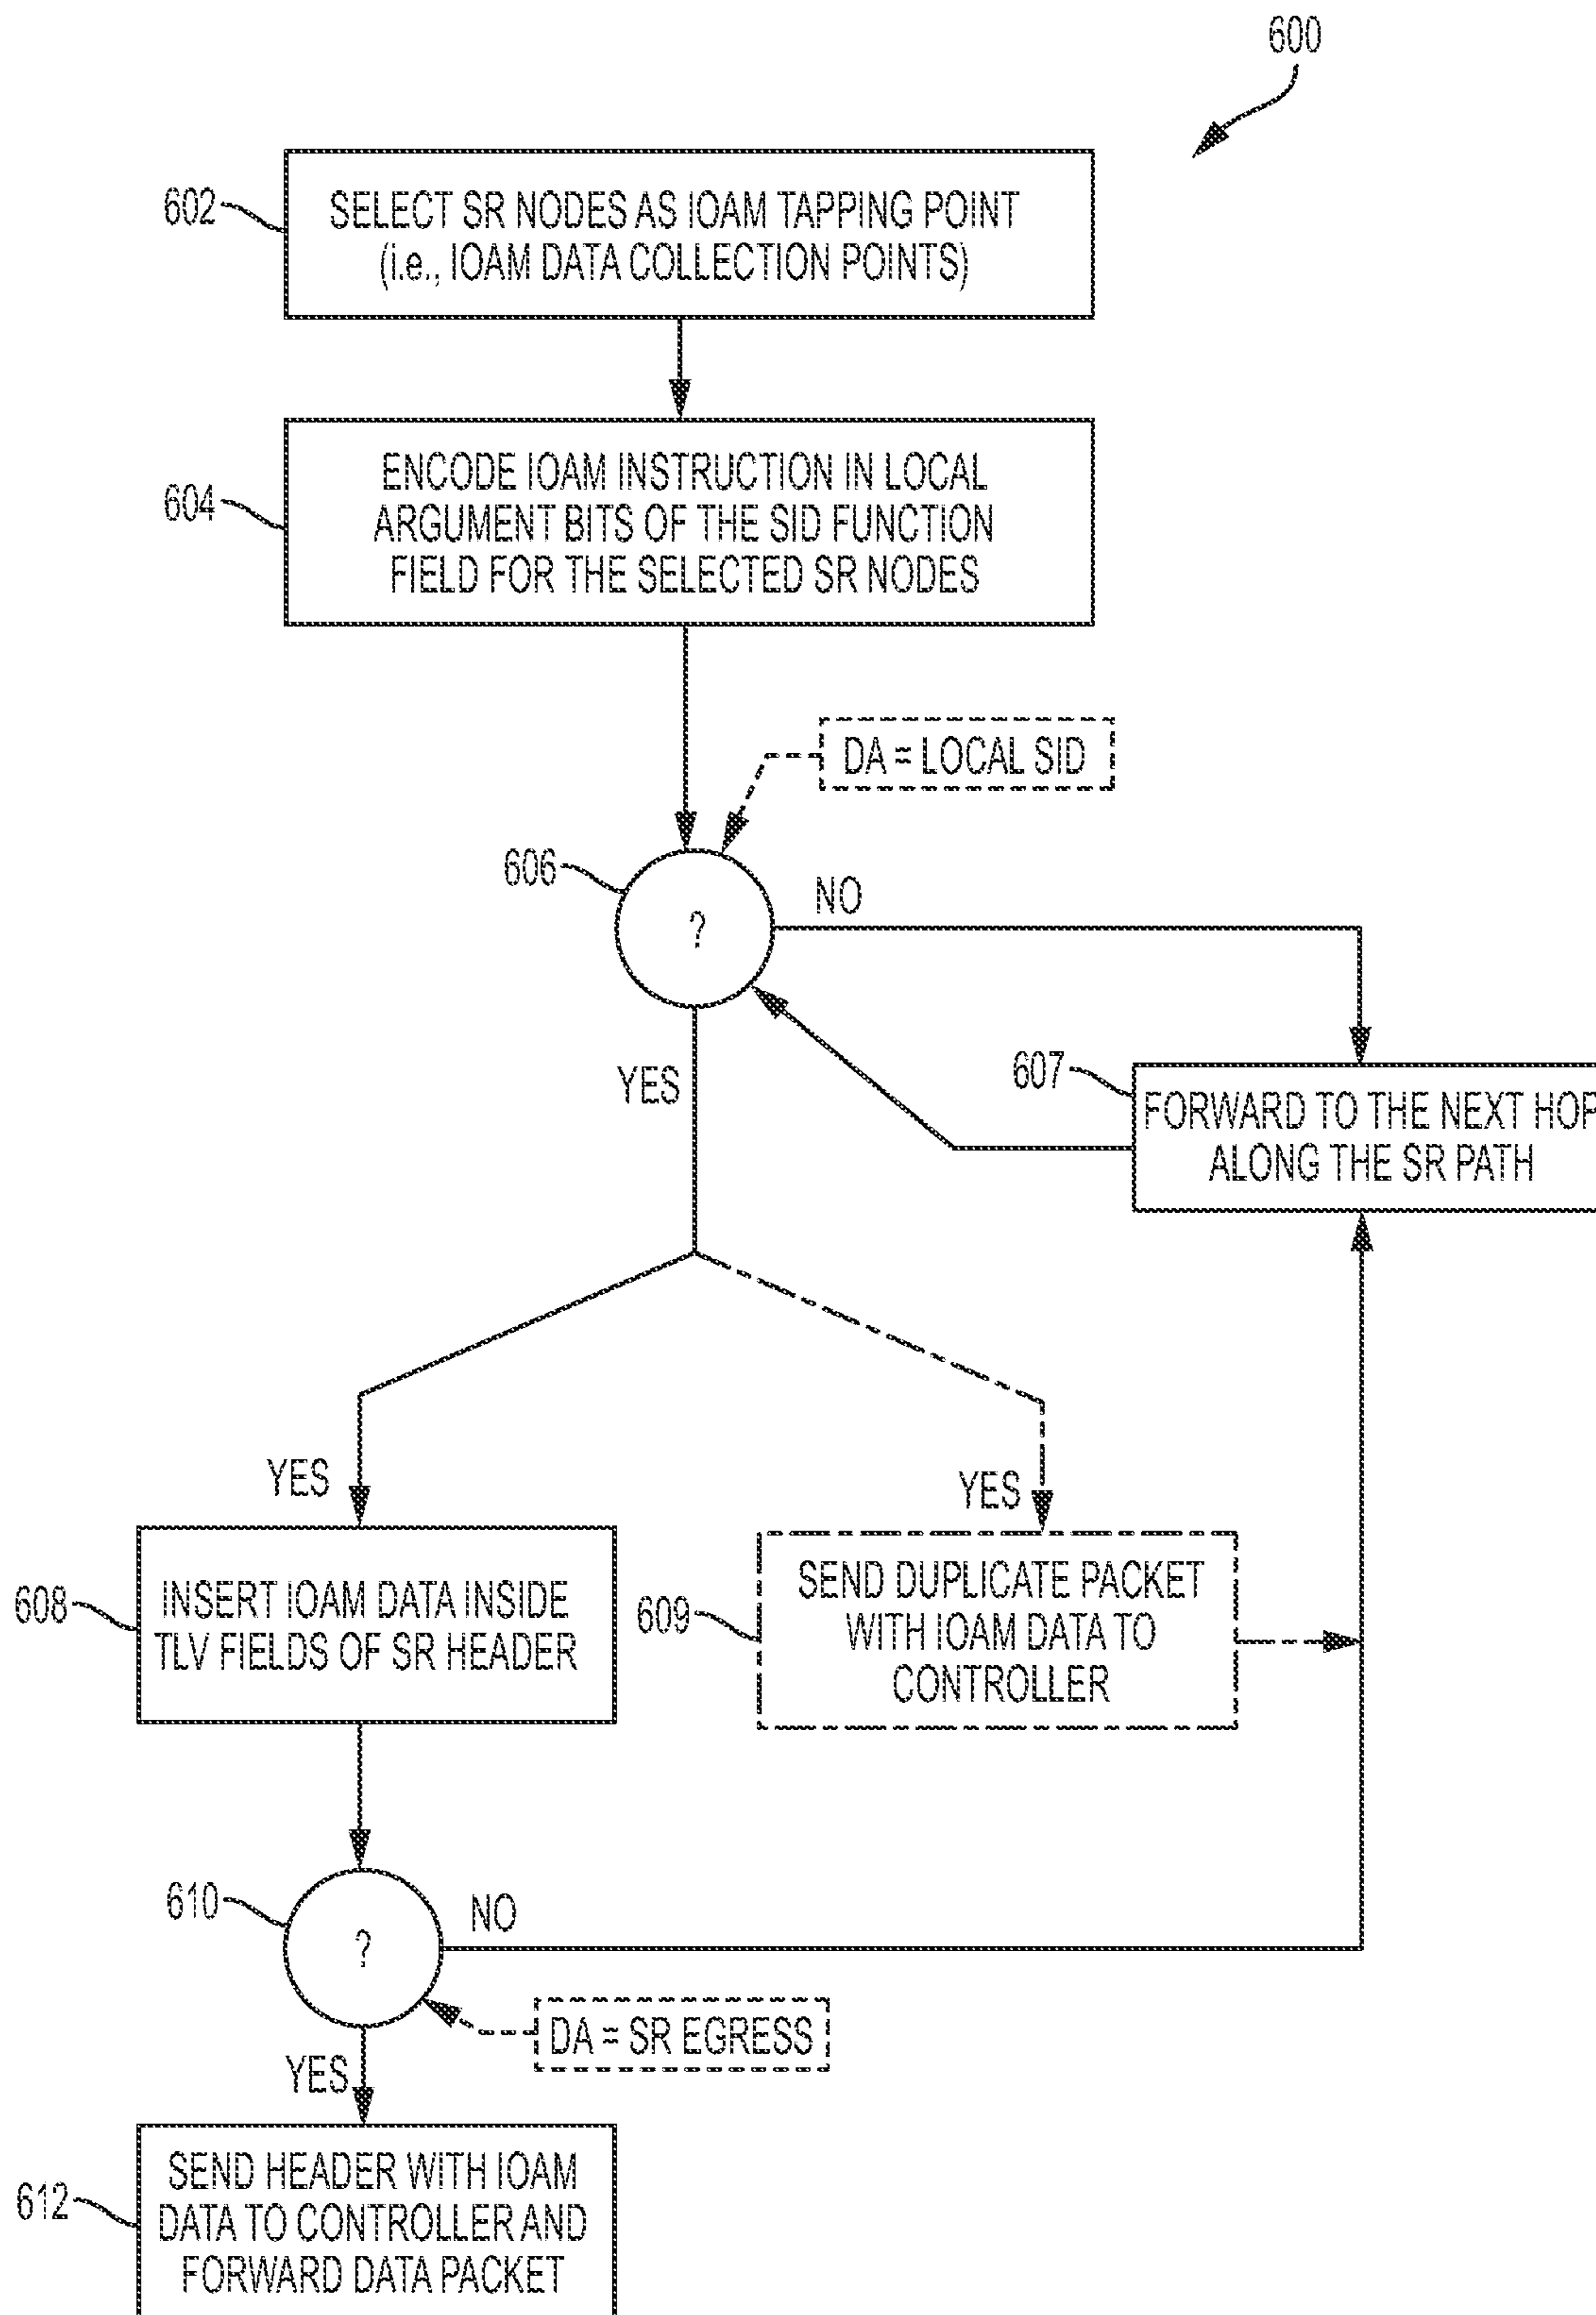 600
602
SELECT SR NODES AS IOAM TAPPING POINT
(i.e., IOAM DATA COLLECTION POINTS)
604
ENCODE IOAM INSTRUCTION IN LOCAL
ARGUMENT BITS OF THE SID FUNCTION
FIELD FOR THE SELECTED SR NODES
DA = LOCAL SID
606
?
NO
YES
607
FORWARD TO THE NEXT HOP
ALONG THE SR PATH
YES
YES
608
INSERT IOAM DATA INSIDE
TLV FIELDS OF SR HEADER
609
SEND DUPLICATE PACKET
WITH IOAM DATA TO
CONTROLLER
610
?
NO
DA = SR EGRESS
YES
612
SEND HEADER WITH IOAM
DATA TO CONTROLLER AND
FORWARD DATA PACKET